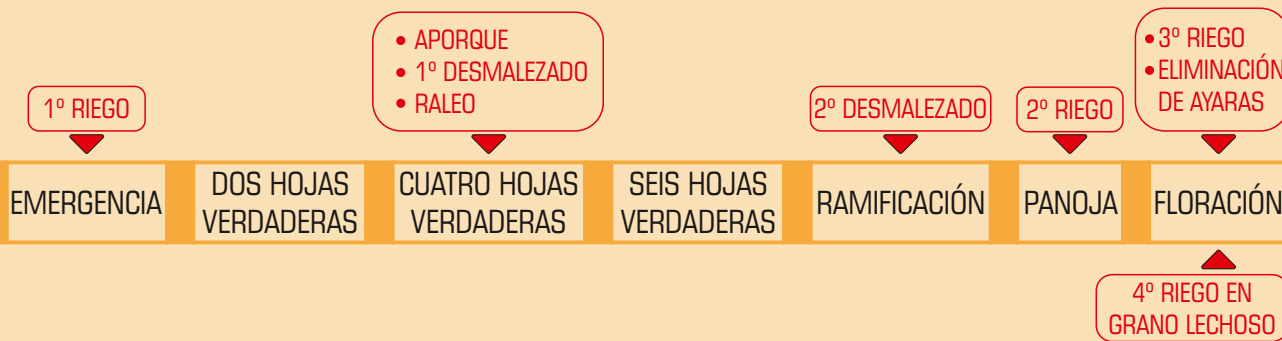 1º RIEGO
• APORQUE
• 1º DESMALEZADO
• RALEO
2º DESMALEZADO
2º RIEGO
• 3º RIEGO
• ELIMINACIÓN
DE AYARAS
EMERGENCIA
DOS HOJAS
VERDADERAS
CUATRO HOJAS
VERDADERAS
SEIS HOJAS
VERDADERAS
RAMIFICACIÓN
PANOJA
FLORACIÓN
4º RIEGO EN
GRANO LECHOSO